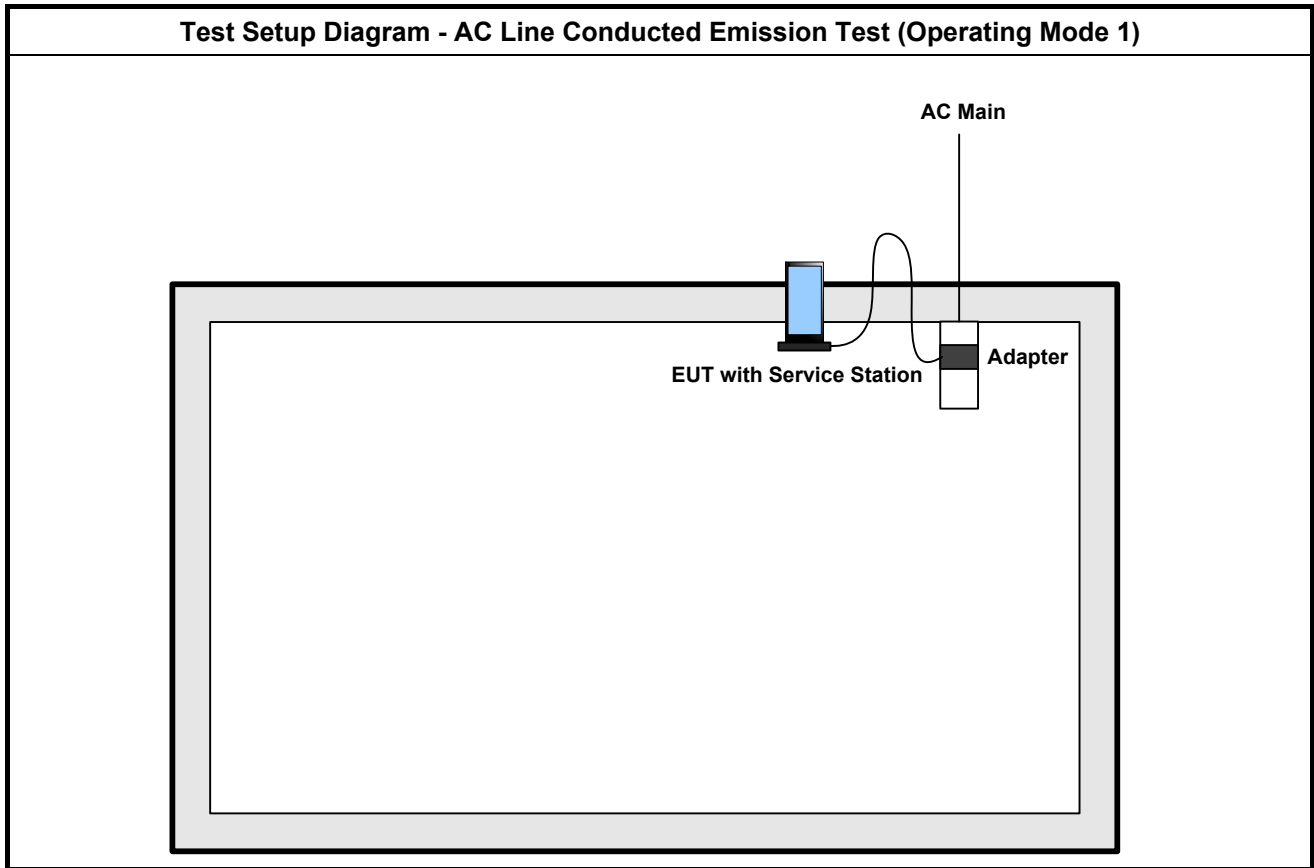 Test Setup Diagram - AC Line Conducted Emission Test (Operating Mode 1)
AC Main
Adapter
EUT with Service Station